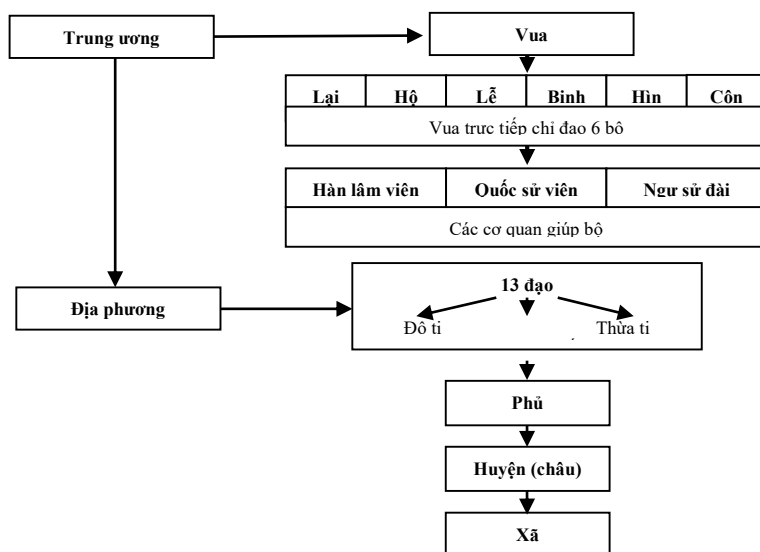 Trung ương
Vua
Lại Hộ Lễ Binh Hìn Côn
Vua trực tiếp chỉ đạo 6 bộ
Hàn lâm viên Quốc sử viên Ngự sử đài
Các cơ quan giúp bộ
13 đạo
Địa phương
Đô ti Thừa ti
Phủ
Huyện (châu)
Xã